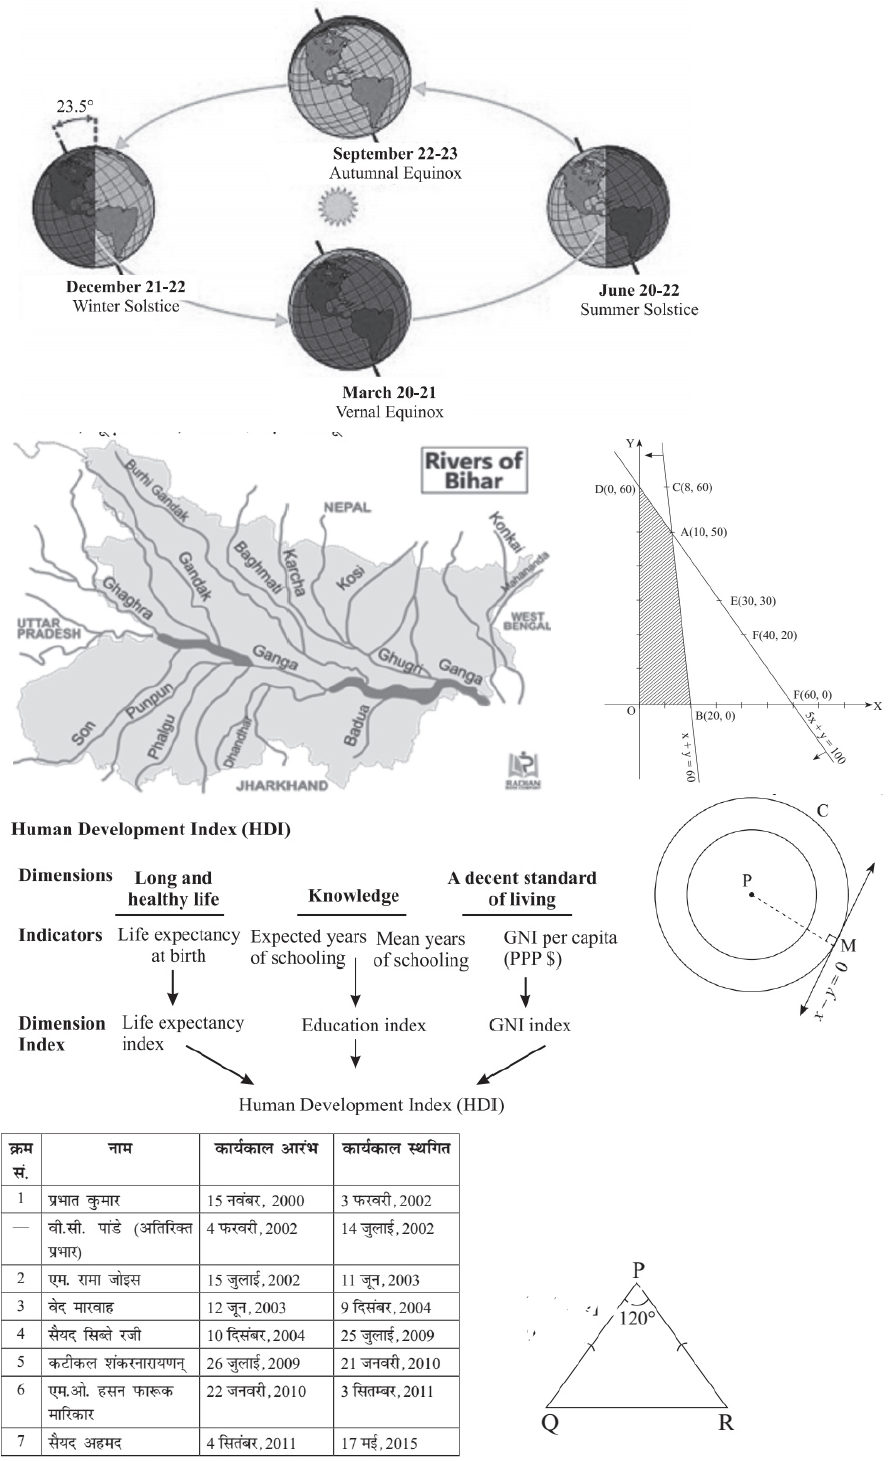 23.5°
September 22-23
Autumnal Equinox
December 21-22
Winter Solstice
June 20-22
Summer Solstice
March 20-21
Vernal Equinox
Rivers of
Bihar
NEPAL
Burhi Gandak
Gandak
Baghmati
Karcha
Kosi
Konkai
Mahananda
Ghaghra
UTTAR
PRADESH
WEST
BENGAL
Ganga
Ghugri
Ganga
Son
Punpun
Phalgu
Dhandhar
Badua
JHARKHAND
RADIAN
BOOK COMPANY
Y
D(0, 60)
C(8, 60)
A(10, 50)
E(30, 30)
F(40, 20)
F(60, 0)
O
B(20, 0)
X
x + y = 60
5x + y = 100
Human Development Index (HDI)
Dimensions
Long and
healthy life
Knowledge
A decent standard
of living
Indicators
Life expectancy
at birth
Expected years
of schooling
Mean years
of schooling
GNI per capita
(PPP $)
Dimension
Index
Life expectancy
index
Education index
GNI index
Human Development Index (HDI)
C
P
M
x – y = 0
क्रम सं. नाम कार्यकाल आरंभ कार्यकाल स्थगित
1 प्रभात कुमार 15 नवंबर, 2000 3 फरवरी, 2002
— वी.सी. पांडे (अतिरिक्त 4 फरवरी, 2002 14 जुलाई, 2002
प्रभार)
2 एम. रामा जोइस 15 जुलाई, 2002 11 जून, 2003
3 वेद मारवाह 12 जून, 2003 9 दिसंबर, 2004
4 सैयद सिब्ते रजी 10 दिसंबर, 2004 25 जुलाई, 2009
5 कटीकल शंकरनारायणन् 26 जुलाई, 2009 21 जनवरी, 2010
6 एम.ओ. हसन फारूक 22 जनवरी, 2010 3 सितम्बर, 2011
मारिकार
7 सैयद अहमद 4 सितंबर, 2011 17 मई, 2015
P
120°
Q
R